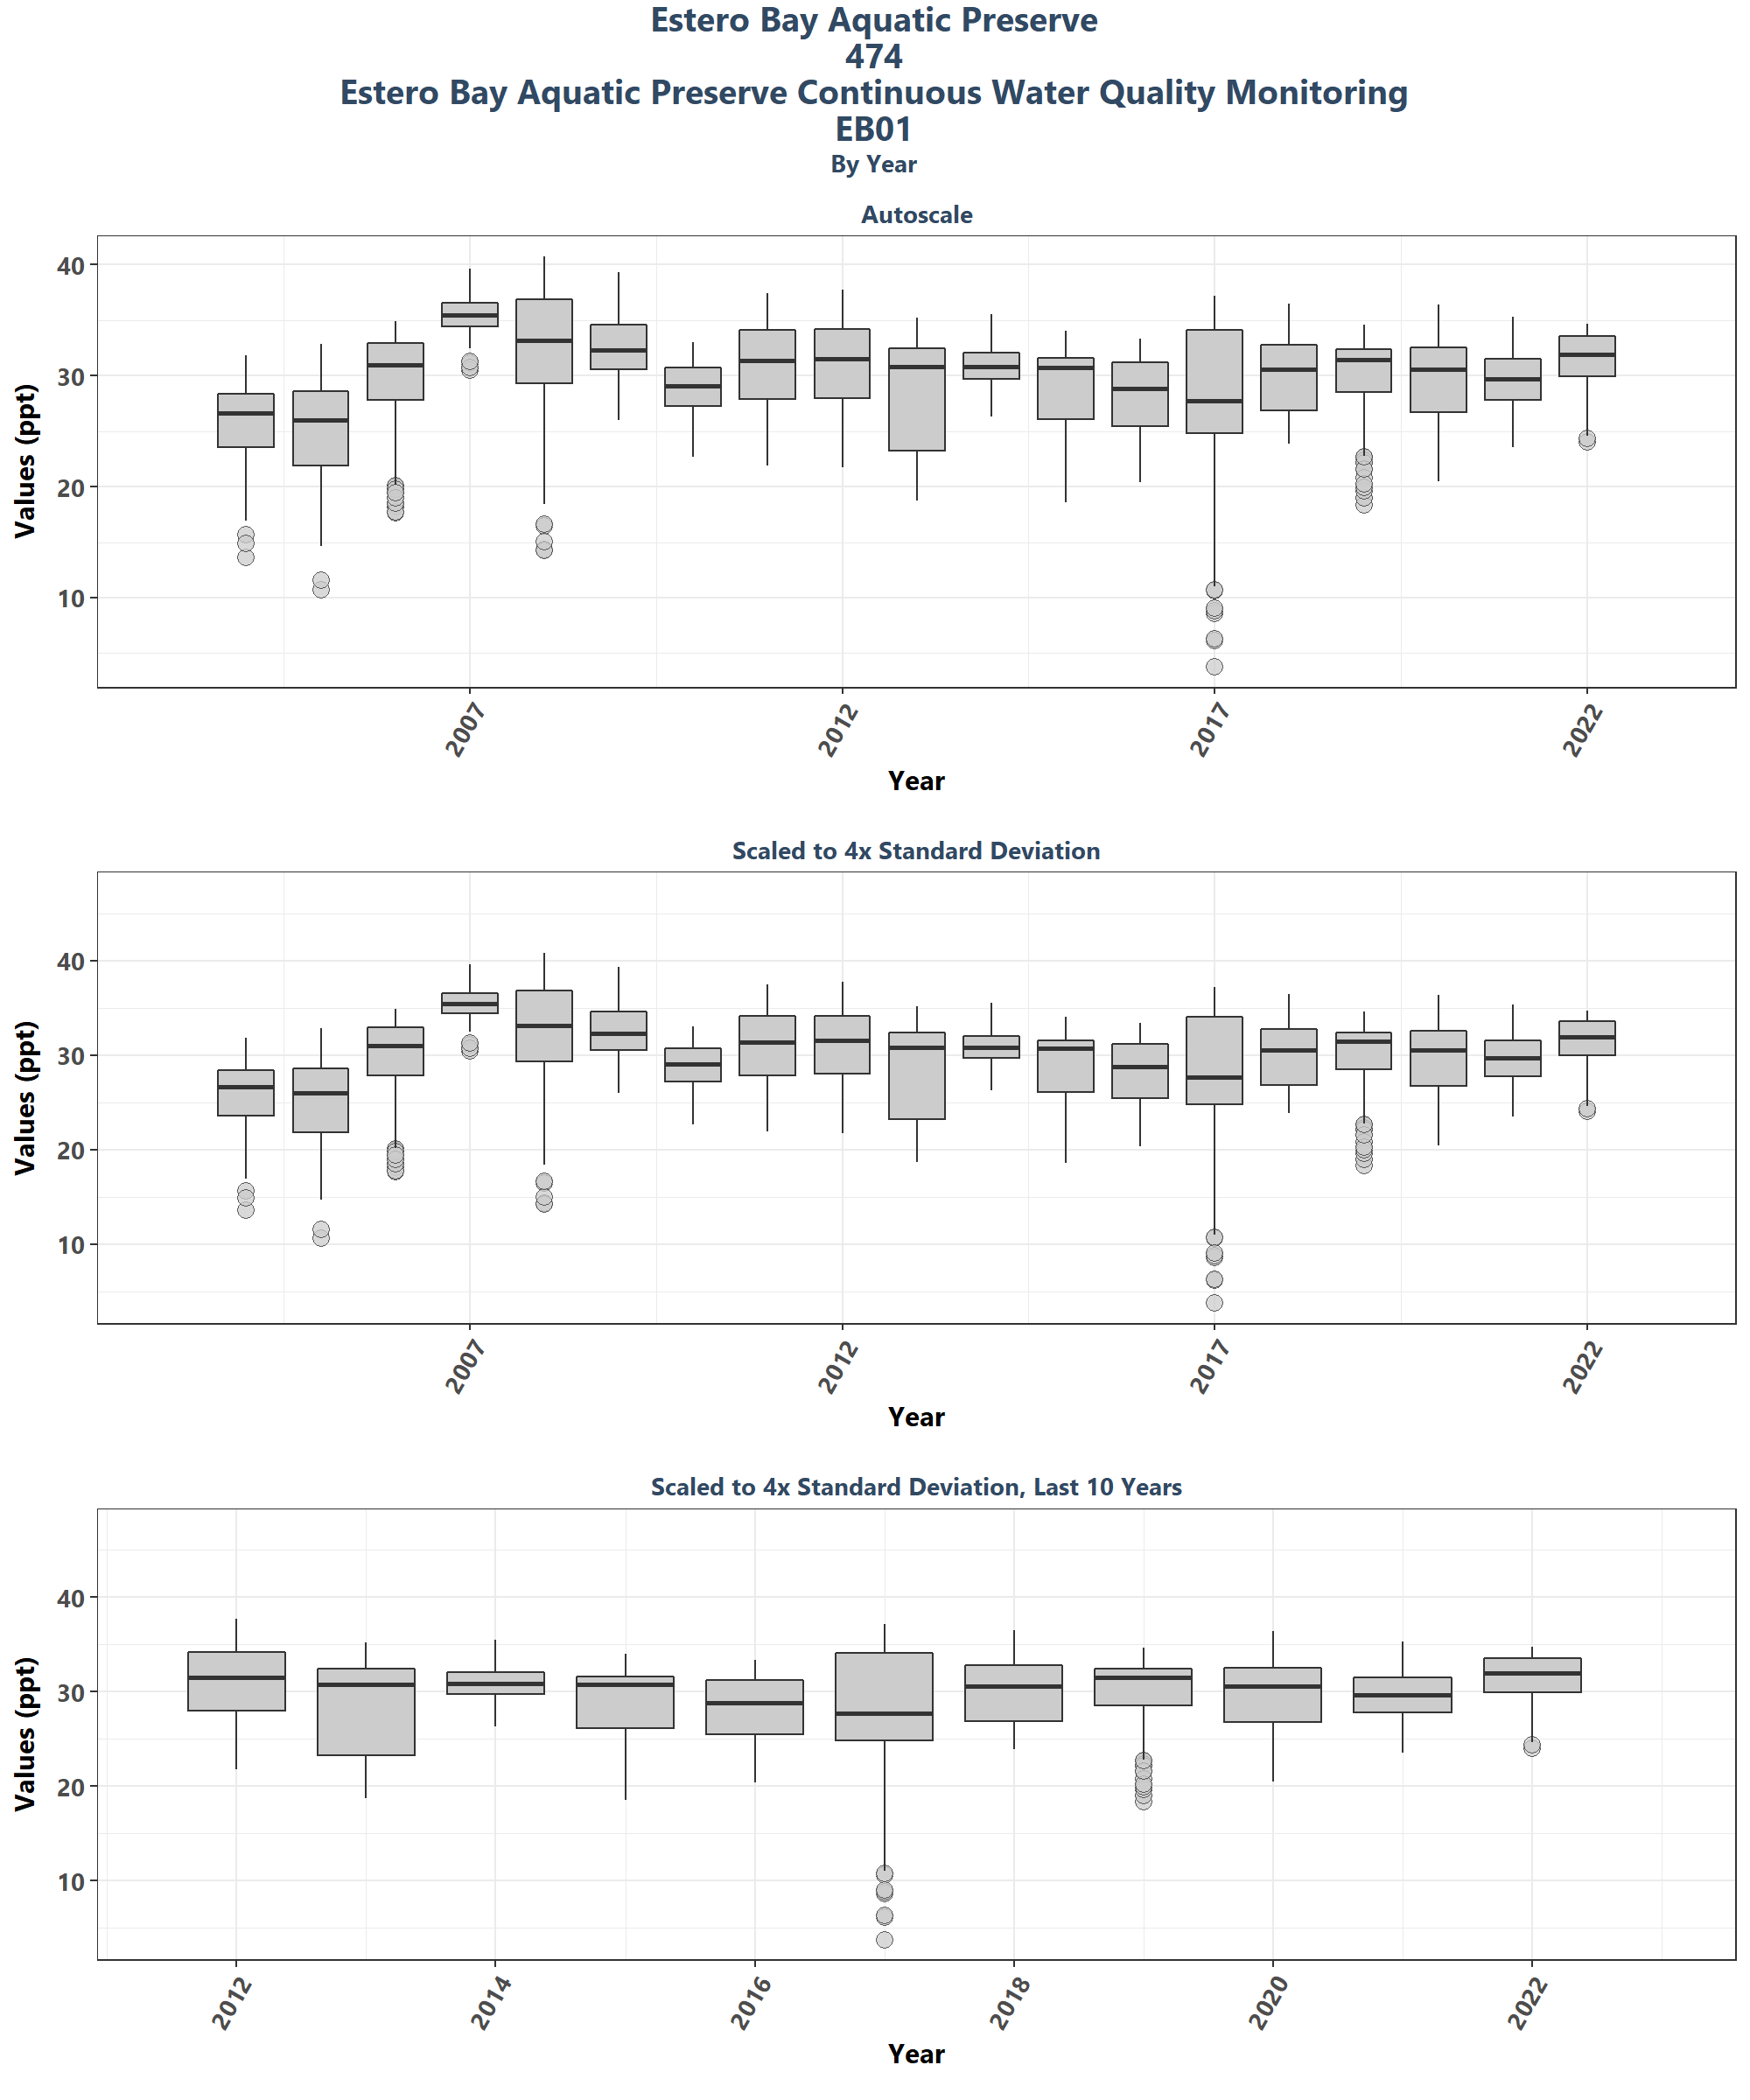 Estero Bay Aquatic Preserve
474
Estero Bay Aquatic Preserve Continuous Water Quality Monitoring
EB01
By Year
Autoscale
Values (ppt)
40
30
20
10
2007
2012
2017
2022
Year
Scaled to 4x Standard Deviation
Values (ppt)
40
30
20
10
2007
2012
2017
2022
Year
Scaled to 4x Standard Deviation, Last 10 Years
Values (ppt)
40
30
20
10
2012
2014
2016
2018
2020
2022
Year